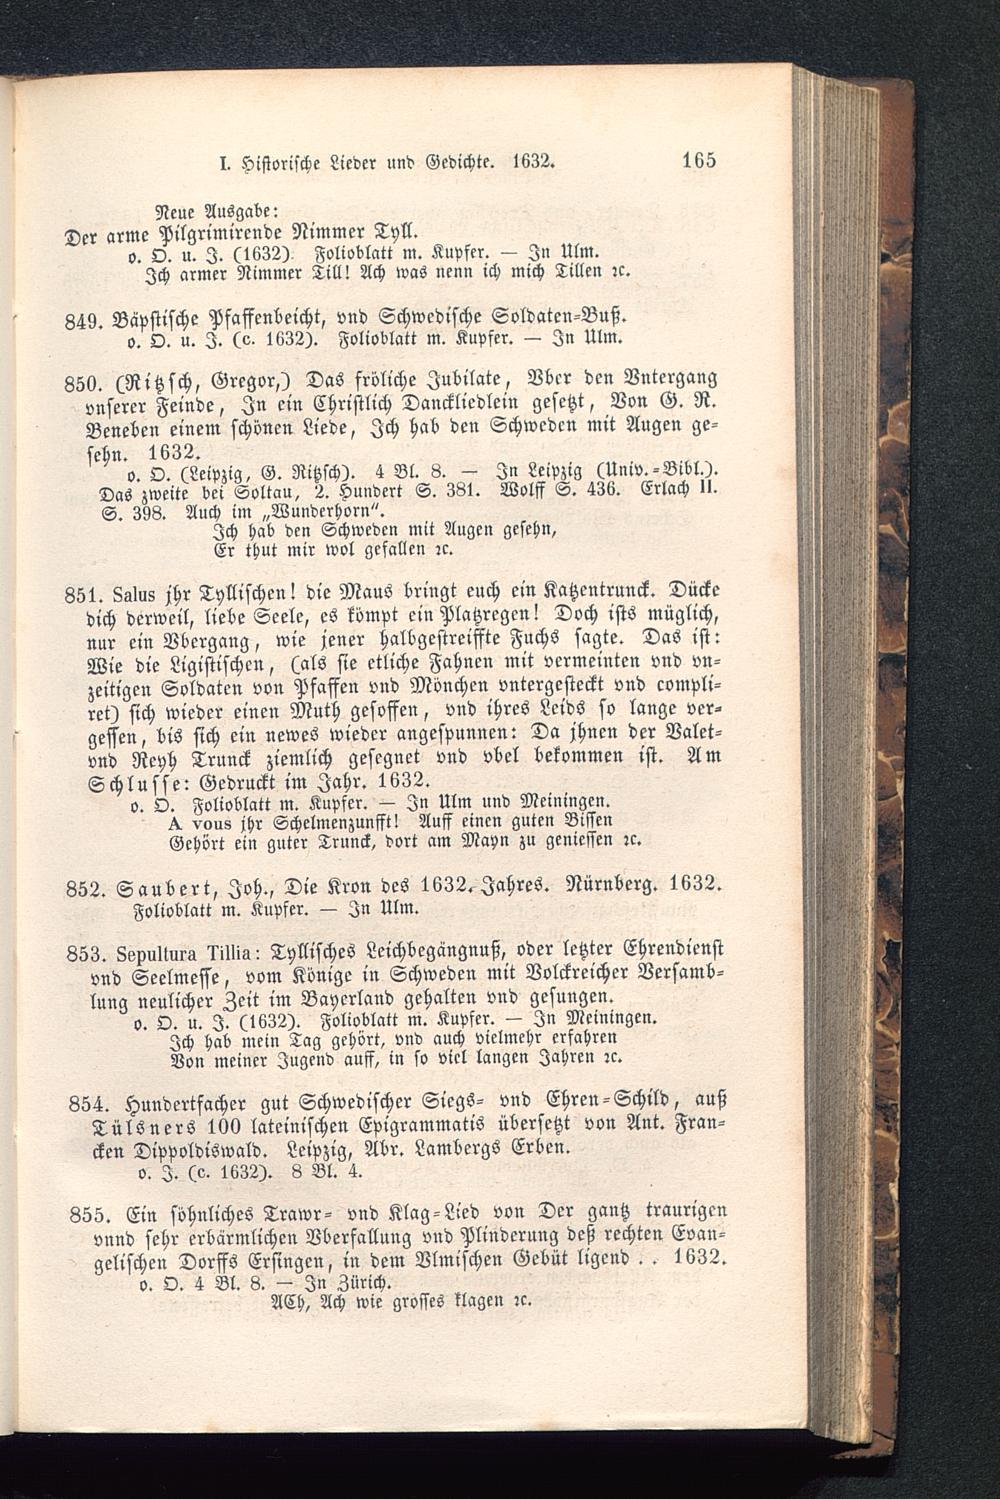 I. Historische Lieder und Gedichte. 1632. 165
Neue Ausgabe:
Der arme Pilgrimirende Nimmer Tyll.
o. O. u. J. (1632). Folioblatt m. Kupfer. — In Ulm.
Ich armer Nimmer Till! Ach was nenn ich mich Tillen ꝛc.
849. Bäpstische Pfaffenbeicht, vnd Schwedische Soldaten-Buß.
o. O. u. J. (c. 1632). Folioblatt m. Kupfer. — In Ulm.
850. (Ritzsch, Gregor,) Das fröliche Jubilate, Vber den Vntergang
vnserer Feinde, In ein Christlich Danckliedlein gesetzt, Von G. R.
Beneben einem schönen Liede, Ich hab den Schweden mit Augen ge-
sehn. 1632.
o. O. (Leipzig, G. Ritzsch). 4 Bl. 8. — In Leipzig (Univ.-Bibl.).
Das zweite bei Soltau, 2. Hundert S. 381. Wolff S. 436. Erlach II.
S. 398. Auch im „Wunderhorn“.
Ich hab den Schweden mit Augen gesehn,
Er thut mir wol gefallen ꝛc.
851. Salus jhr Tyllischen! die Maus bringt euch ein Katzentrunck. Dücke
dich derweil, liebe Seele, es kömpt ein Platzregen! Doch ists müglich,
nur ein Vbergang, wie jener halbgestreiffte Fuchs sagte. Das ist:
Wie die Ligistischen, (als sie etliche Fahnen mit vermeinten vnd vn-
zeitigen Soldaten von Pfaffen vnd Mönchen vntergesteckt vnd compli-
ret) sich wieder einen Muth gesoffen, vnd ihres Leids so lange ver-
gessen, bis sich ein newes wieder angespunnen: Da jhnen der Valet-
vnd Reyh Trunck ziemlich gesegnet vnd vbel bekommen ist. Am
Schlusse: Gedruckt im Jahr. 1632.
o. O. Folioblatt m. Kupfer. — In Ulm und Meiningen.
A vous jhr Schelmenzunfft! Auff einen guten Bissen
Gehört ein guter Trunck, dort am Mayn zu geniessen ꝛc.
852. Saubert, Joh., Die Kron des 1632. Jahres. Nürnberg. 1632.
Folioblatt m. Kupfer. — In Ulm.
853. Sepultura Tillia: Tyllisches Leichbegängnuß, oder letzter Ehrendienst
vnd Seelmesse, vom Könige in Schweden mit Volckreicher Versamb-
lung neulicher Zeit im Bayerland gehalten vnd gesungen.
o. O. u. J. (1632). Folioblatt m. Kupfer. — In Meiningen.
Ich hab mein Tag gehört, vnd auch vielmehr erfahren
Von meiner Jugend auff, in so viel langen Jahren ꝛc.
854. Hundertfacher gut Schwedischer Siegs- vnd Ehren-Schild, auß
Tülsners 100 lateinischen Epigrammatis übersetzt von Ant. Fran-
cken Dippoldiswald. Leipzig, Abr. Lambergs Erben.
o. J. (c. 1632). 8 Bl. 4.
855. Ein söhnliches Trawr- vnd Klag-Lied von Der gantz traurigen
vnnd sehr erbärmlichen Vberfallung vnd Plinderung deß rechten Evan-
gelischen Dorffs Ersingen, in dem Vlmischen Gebüt ligend . . 1632.
o. O. 4 Bl. 8. — In Zürich.
ACh, Ach wie grosses klagen ꝛc.